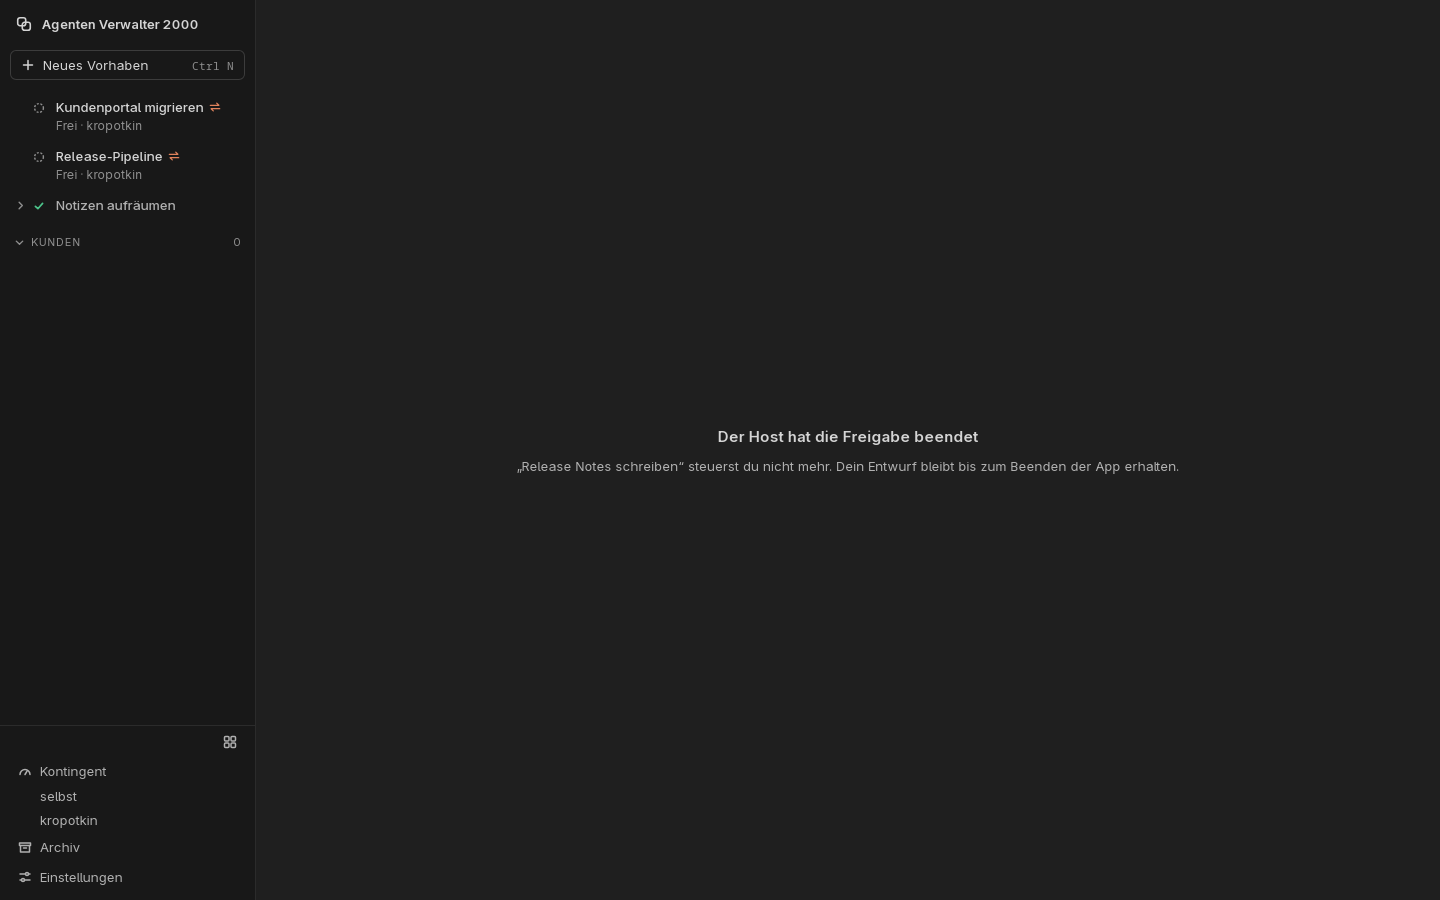 Agenten Verwalter 2000
Neues Vorhaben Ctrl N
Kundenportal migrieren
Frei · kropotkin
Release-Pipeline
Frei · kropotkin
Notizen aufräumen
KUNDEN 0
Der Host hat die Freigabe beendet
„Release Notes schreiben“ steuerst du nicht mehr. Dein Entwurf bleibt bis zum Beenden der App erhalten.
Kontingent
selbst
kropotkin
Archiv
Einstellungen